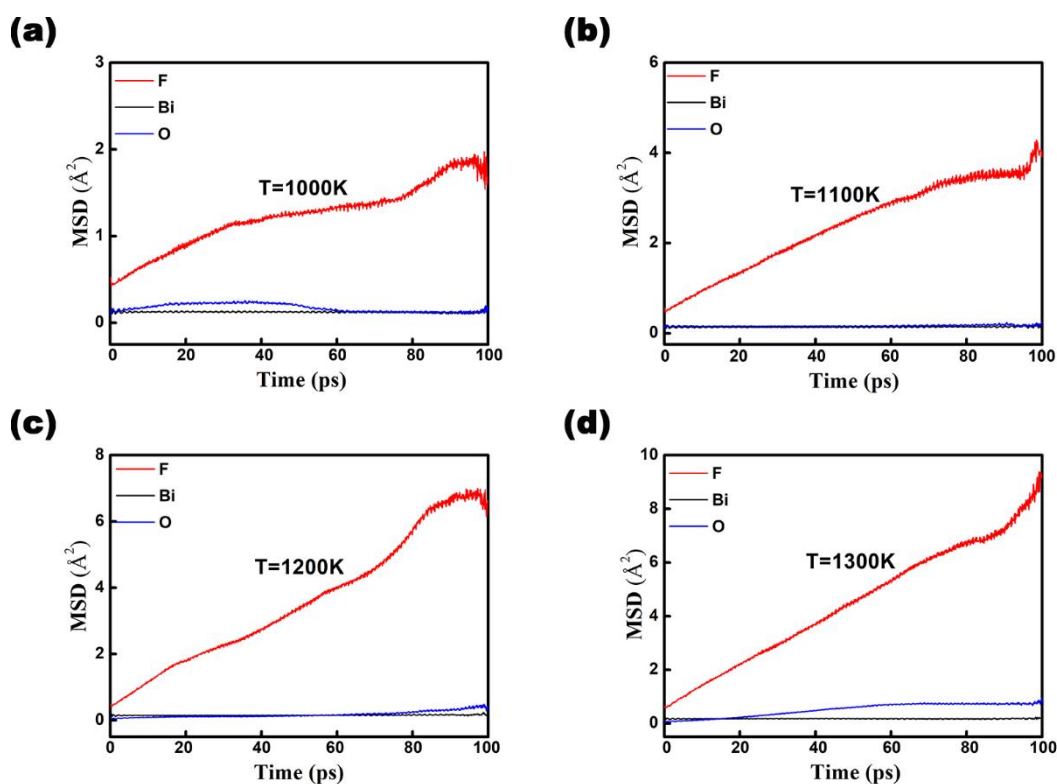 (a)
3
2
1
0
MSD (Å²)
F
Bi
O
T=1000K
0 20 40 60 80 100
Time (ps)
(b)
6
4
2
0
MSD (Å²)
F
Bi
O
T=1100K
0 20 40 60 80 100
Time (ps)
(c)
8
6
4
2
0
MSD (Å²)
F
Bi
O
T=1200K
0 20 40 60 80 100
Time (ps)
(d)
10
8
6
4
2
0
MSD (Å²)
F
Bi
O
T=1300K
0 20 40 60 80 100
Time (ps)